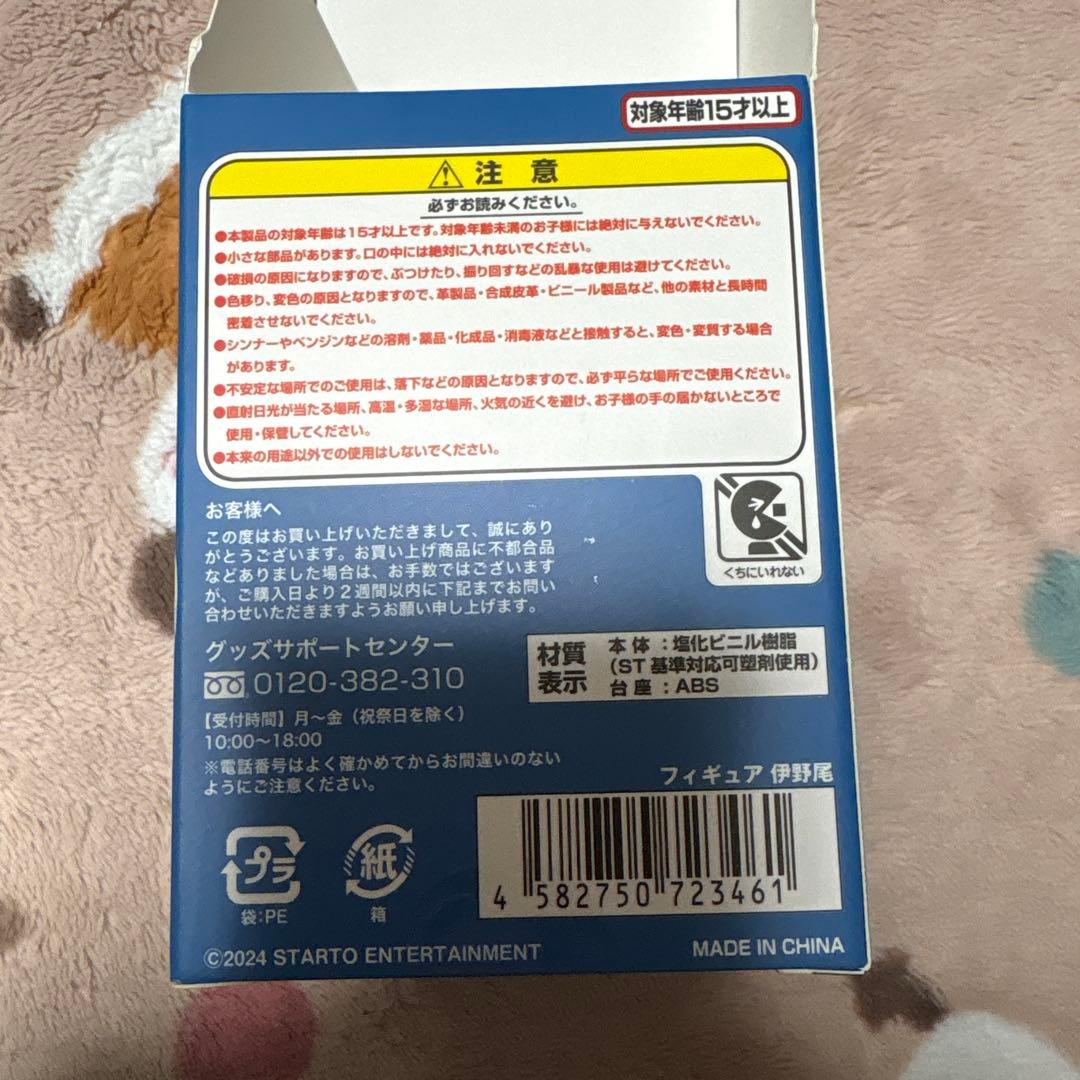 対象年齢15才以上
注 意
必ずお読みください。
●本製品の対象年齢は15才以上です。対象年齢未満のお子様には絶対に与えないでください。
●小さな部品があります。口の中には絶対に入れないでください。
●破損の原因になりますので、ぶつけたり、振り回すなどの乱暴な使用は避けてください。
●色移り、変色の原因となりますので、革製品・合成皮革・ビニール製品など、他の素材と長時間
密着させないでください。
●シンナーやベンジンなどの溶剤・薬品・化成品・消毒液などと接触すると、変色・変質する場合
があります。
●不安定な場所でのご使用は、落下などの原因となりますので、必ず平らな場所でご使用ください。
●直射日光が当たる場所、高温・多湿な場所、火気の近くを避け、お子様の手の届かないところで
使用・保管してください。
●本来の用途以外での使用はしないでください。
くちにいれない
お客様へ
この度はお買い上げいただきまして、誠にあり
がとうございます。お買い上げ商品に不都合品
などありました場合は、お手数ではございます
が、ご購入日より2週間以内に下記までお問い
合わせいただきますようお願い申し上げます。
グッズサポートセンター
0120-382-310
【受付時間】月〜金（祝祭日を除く）
10:00〜18:00
※電話番号はよく確かめてからお間違いのない
ようにご注意ください。
材質表示
本体：塩化ビニル樹脂
（ST基準対応可塑剤使用）
台座：ABS
フィギュア 伊野尾
4 582750 723461
プラ
袋:PE
紙
箱
©2024 STARTO ENTERTAINMENT
MADE IN CHINA